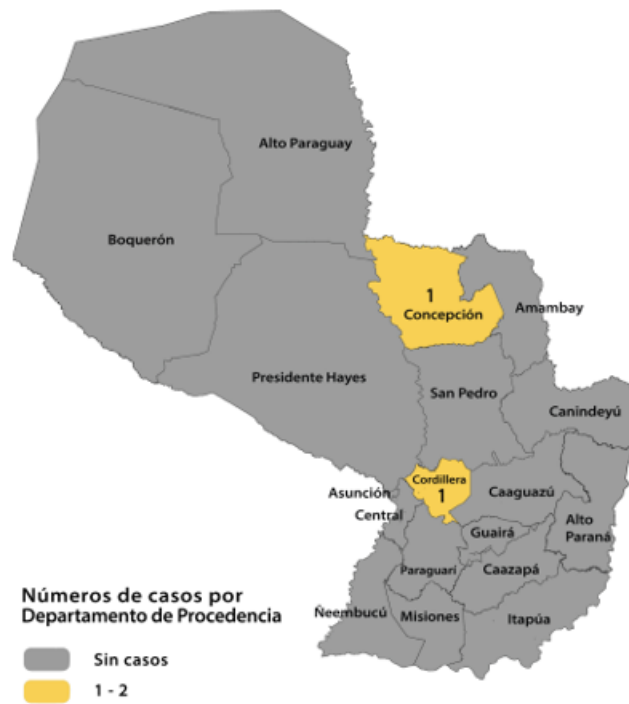 Alto Paraguay
Boquerón
1
Concepción
Amambay
Presidente Hayes
San Pedro
Canindeyú
Cordillera
1
Asunción
Caaguazú
Central
Alto
Paraná
Guairá
Paraguarí
Caazapá
Ñeembucú
Misiones
Itapúa
Números de casos por
Departamento de Procedencia
Sin casos
1 - 2